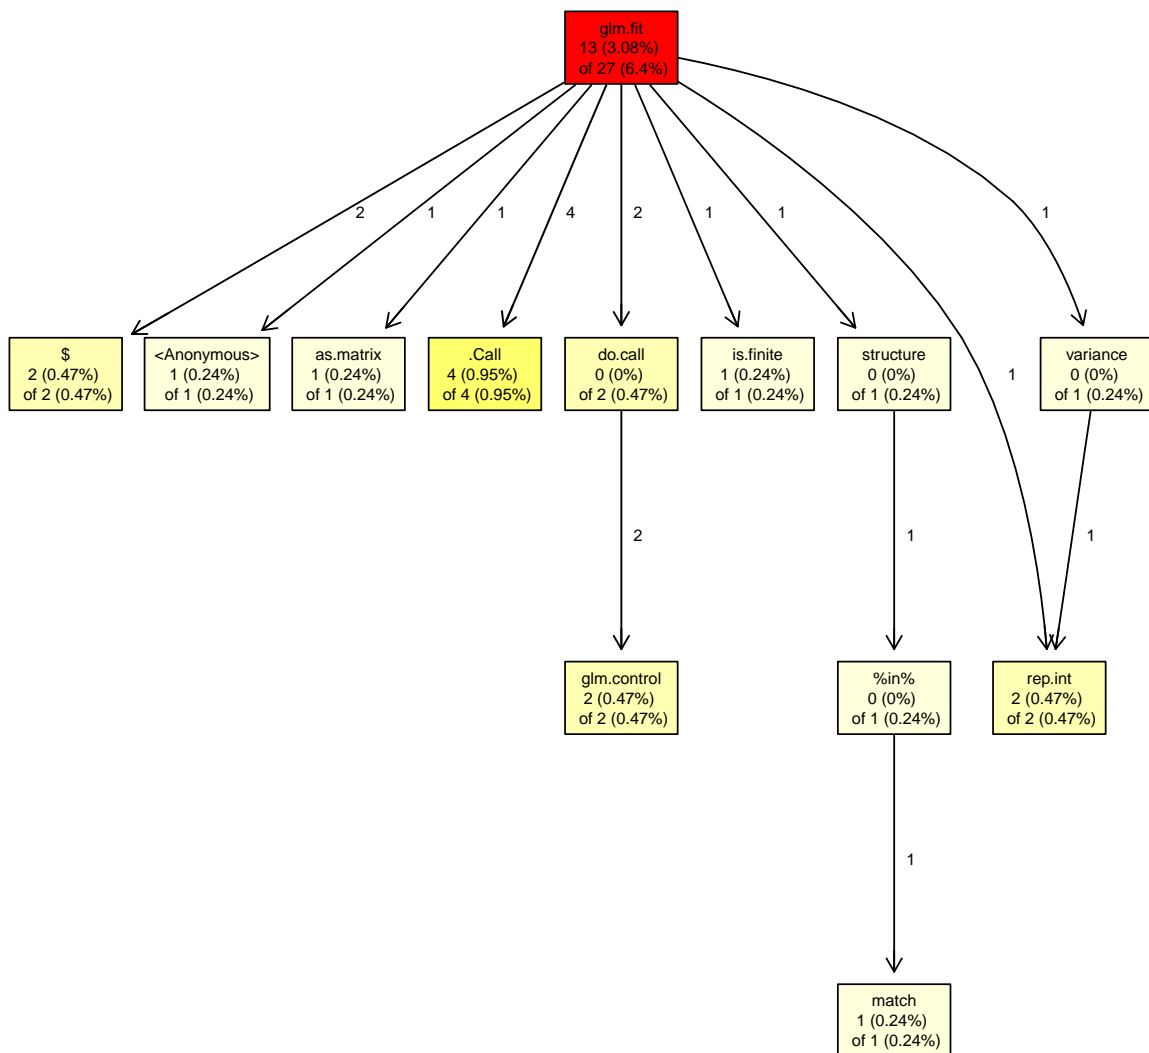 glm.fit
13 (3.08%)
of 27 (6.4%)
2
1
1
4
2
1
1
1
$
2 (0.47%)
of 2 (0.47%)
<Anonymous>
1 (0.24%)
of 1 (0.24%)
as.matrix
1 (0.24%)
of 1 (0.24%)
.Call
4 (0.95%)
of 4 (0.95%)
do.call
0 (0%)
of 2 (0.47%)
is.finite
1 (0.24%)
of 1 (0.24%)
structure
0 (0%)
of 1 (0.24%)
1
variance
0 (0%)
of 1 (0.24%)
2
1
1
glm.control
2 (0.47%)
of 2 (0.47%)
%in%
0 (0%)
of 1 (0.24%)
rep.int
2 (0.47%)
of 2 (0.47%)
1
match
1 (0.24%)
of 1 (0.24%)